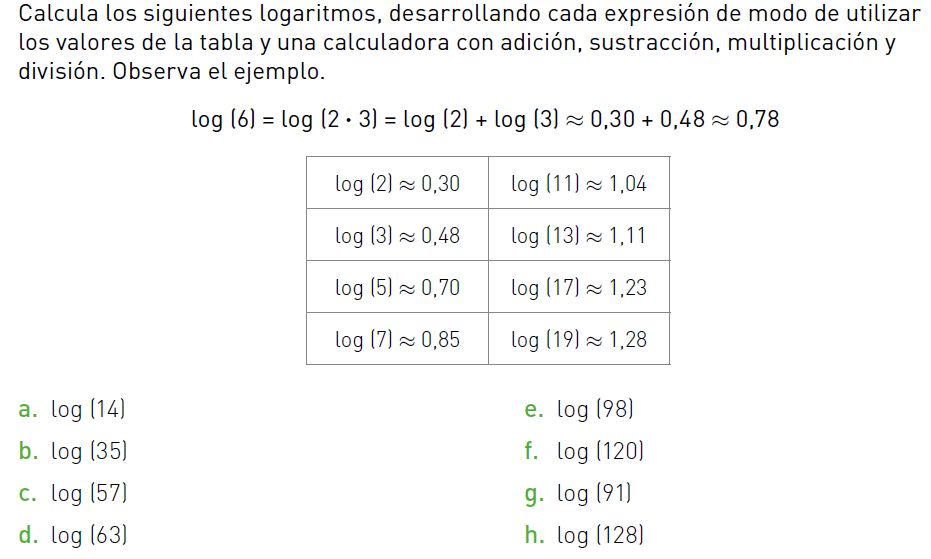 Calcula los siguientes logaritmos, desarrollando cada expresión de modo de utilizar
los valores de la tabla y una calculadora con adición, sustracción, multiplicación y
división. Observa el ejemplo.
log (6) = log (2 · 3) = log (2) + log (3) ≈ 0,30 + 0,48 ≈ 0,78
log (2) ≈ 0,30 log (11) ≈ 1,04
log (3) ≈ 0,48 log (13) ≈ 1,11
log (5) ≈ 0,70 log (17) ≈ 1,23
log (7) ≈ 0,85 log (19) ≈ 1,28
a. log (14) e. log (98)
b. log (35) f. log (120)
c. log (57) g. log (91)
d. log (63) h. log (128)